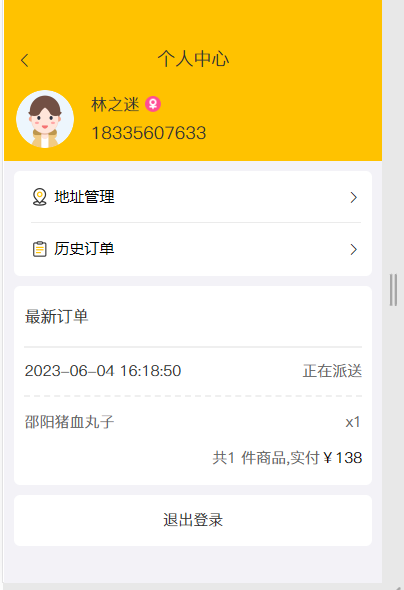 个人中心
林之迷
18335607633
地址管理
历史订单
最新订单
2023-06-04 16:18:50 正在派送
邵阳猪血丸子 x1
共1 件商品,实付￥138
退出登录